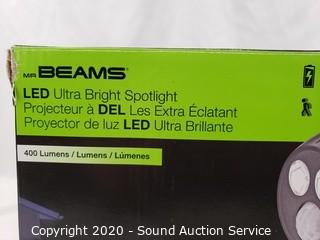 MR BEAMS®
LED Ultra Bright Spotlight
Projecteur à DEL Les Extra Éclatant
Proyector de luz LED Ultra Brillante
400 Lumens / Lumens / Lúmenes
Copyright 2020 - Sound Auction Service